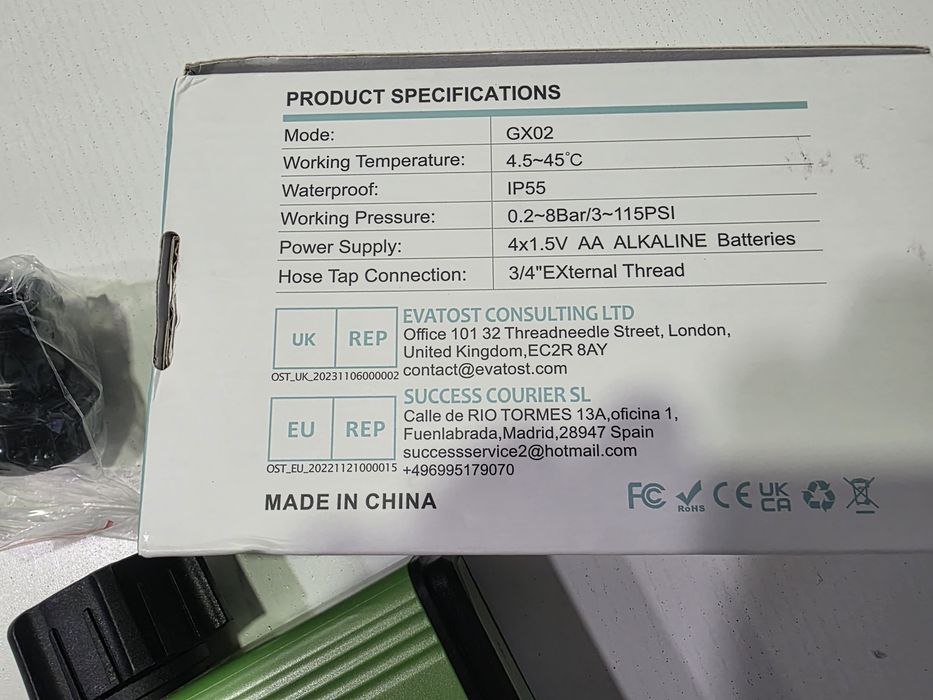 PRODUCT SPECIFICATIONS
Mode: GX02
Working Temperature: 4.5~45°C
Waterproof: IP55
Working Pressure: 0.2~8Bar/3~115PSI
Power Supply: 4x1.5V AA ALKALINE Batteries
Hose Tap Connection: 3/4"EXternal Thread
UK REP
OST_UK_20231106000002
EVATOST CONSULTING LTD
Office 101 32 Threadneedle Street, London,
United Kingdom,EC2R 8AY
contact@evatost.com
EU REP
OST_EU_20221121000015
SUCCESS COURIER SL
Calle de RIO TORMES 13A,oficina 1,
Fuenlabrada,Madrid,28947 Spain
successservice2@hotmail.com
+496995179070
MADE IN CHINA
FC RoHS CE UK CA